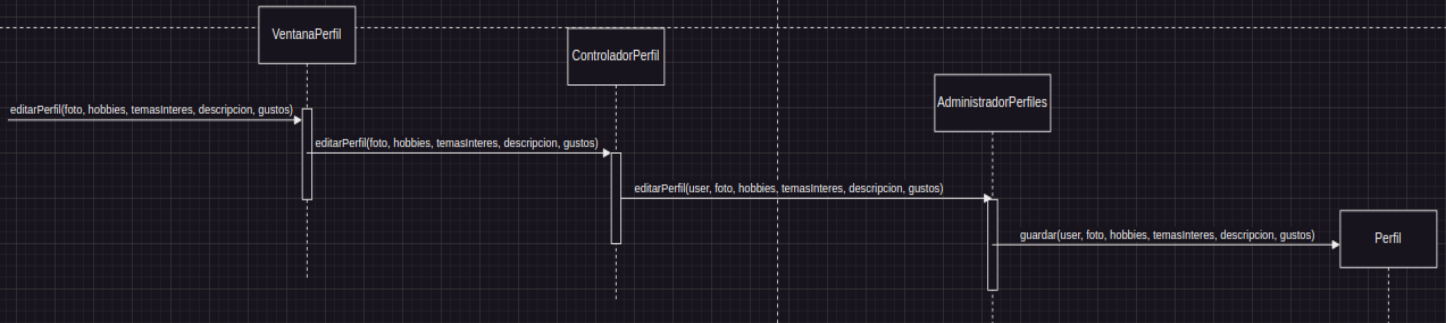 VentanaPerfil
ControladorPerfil
AdministradorPerfiles
editarPerfil(foto, hobbies, temasInteres, descripcion, gustos)
editarPerfil(foto, hobbies, temasInteres, descripcion, gustos)
editarPerfil(user, foto, hobbies, temasInteres, descripcion, gustos)
guardar(user, foto, hobbies, temasInteres, descripcion, gustos)
Perfil